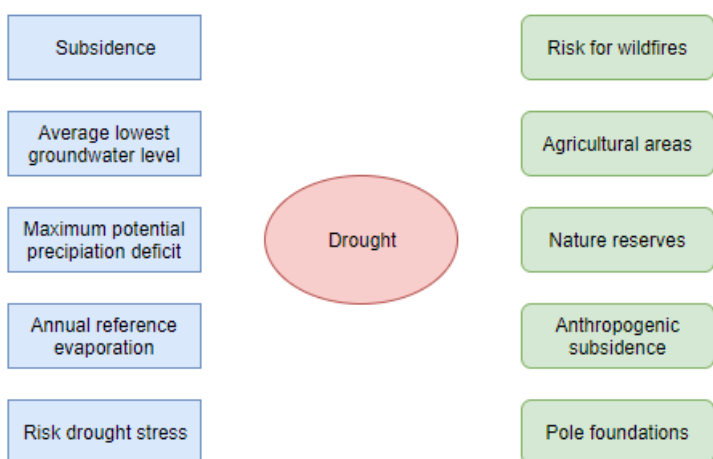 Subsidence
Average lowest
groundwater level
Maximum potential
precipiation deficit
Annual reference
evaporation
Risk drought stress
Drought
Risk for wildfires
Agricultural areas
Nature reserves
Anthropogenic
subsidence
Pole foundations